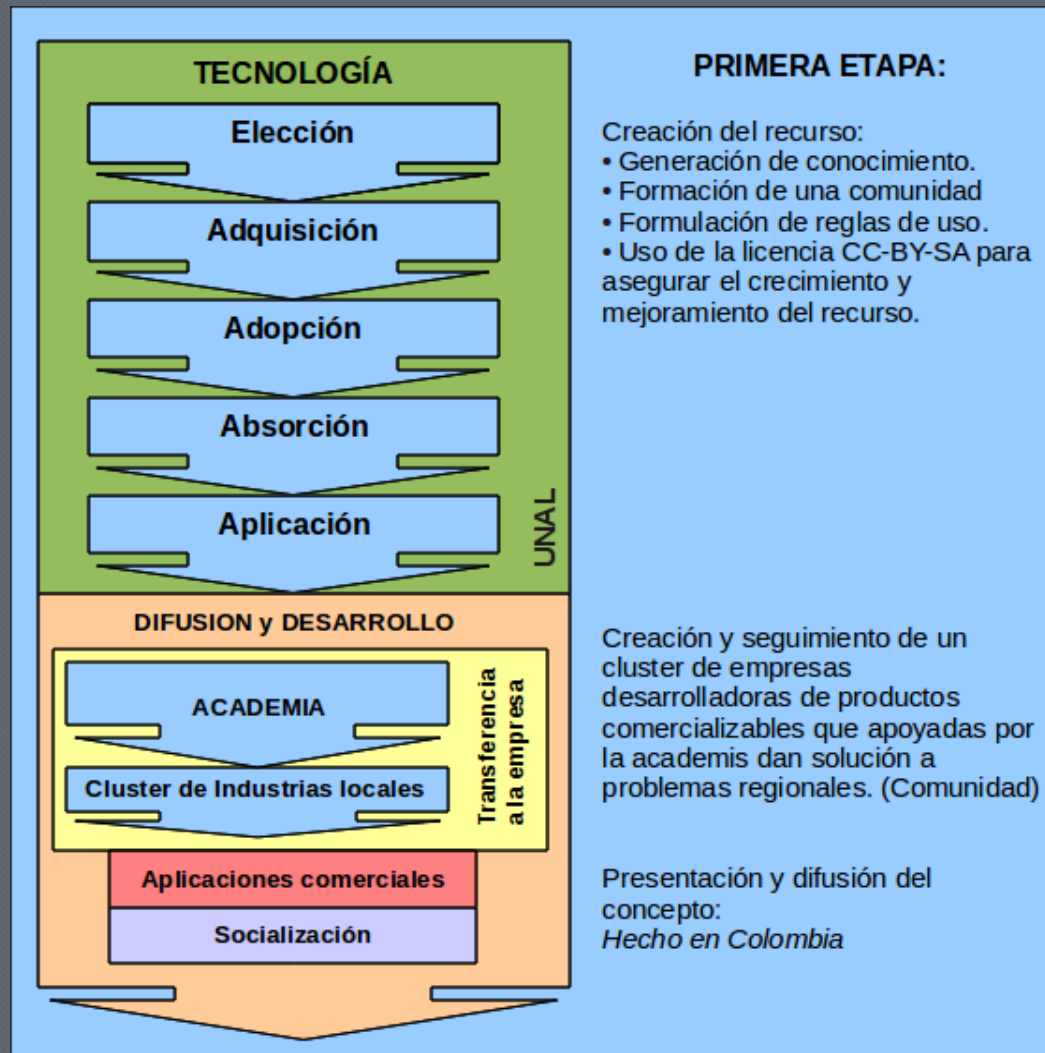 TECNOLOGÍA
Elección
Adquisición
Adopción
Absorción
Aplicación
UNAL
DIFUSION y DESARROLLO
ACADEMIA
Cluster de Industrias locales
Transferencia
a la empresa
Aplicaciones comerciales
Socialización
PRIMERA ETAPA:
Creación del recurso:
• Generación de conocimiento.
• Formación de una comunidad
• Formulación de reglas de uso.
• Uso de la licencia CC-BY-SA para
asegurar el crecimiento y
mejoramiento del recurso.
Creación y seguimiento de un
cluster de empresas
desarrolladoras de productos
comercializables que apoyadas por
la academis dan solución a
problemas regionales. (Comunidad)
Presentación y difusión del
concepto:
Hecho en Colombia